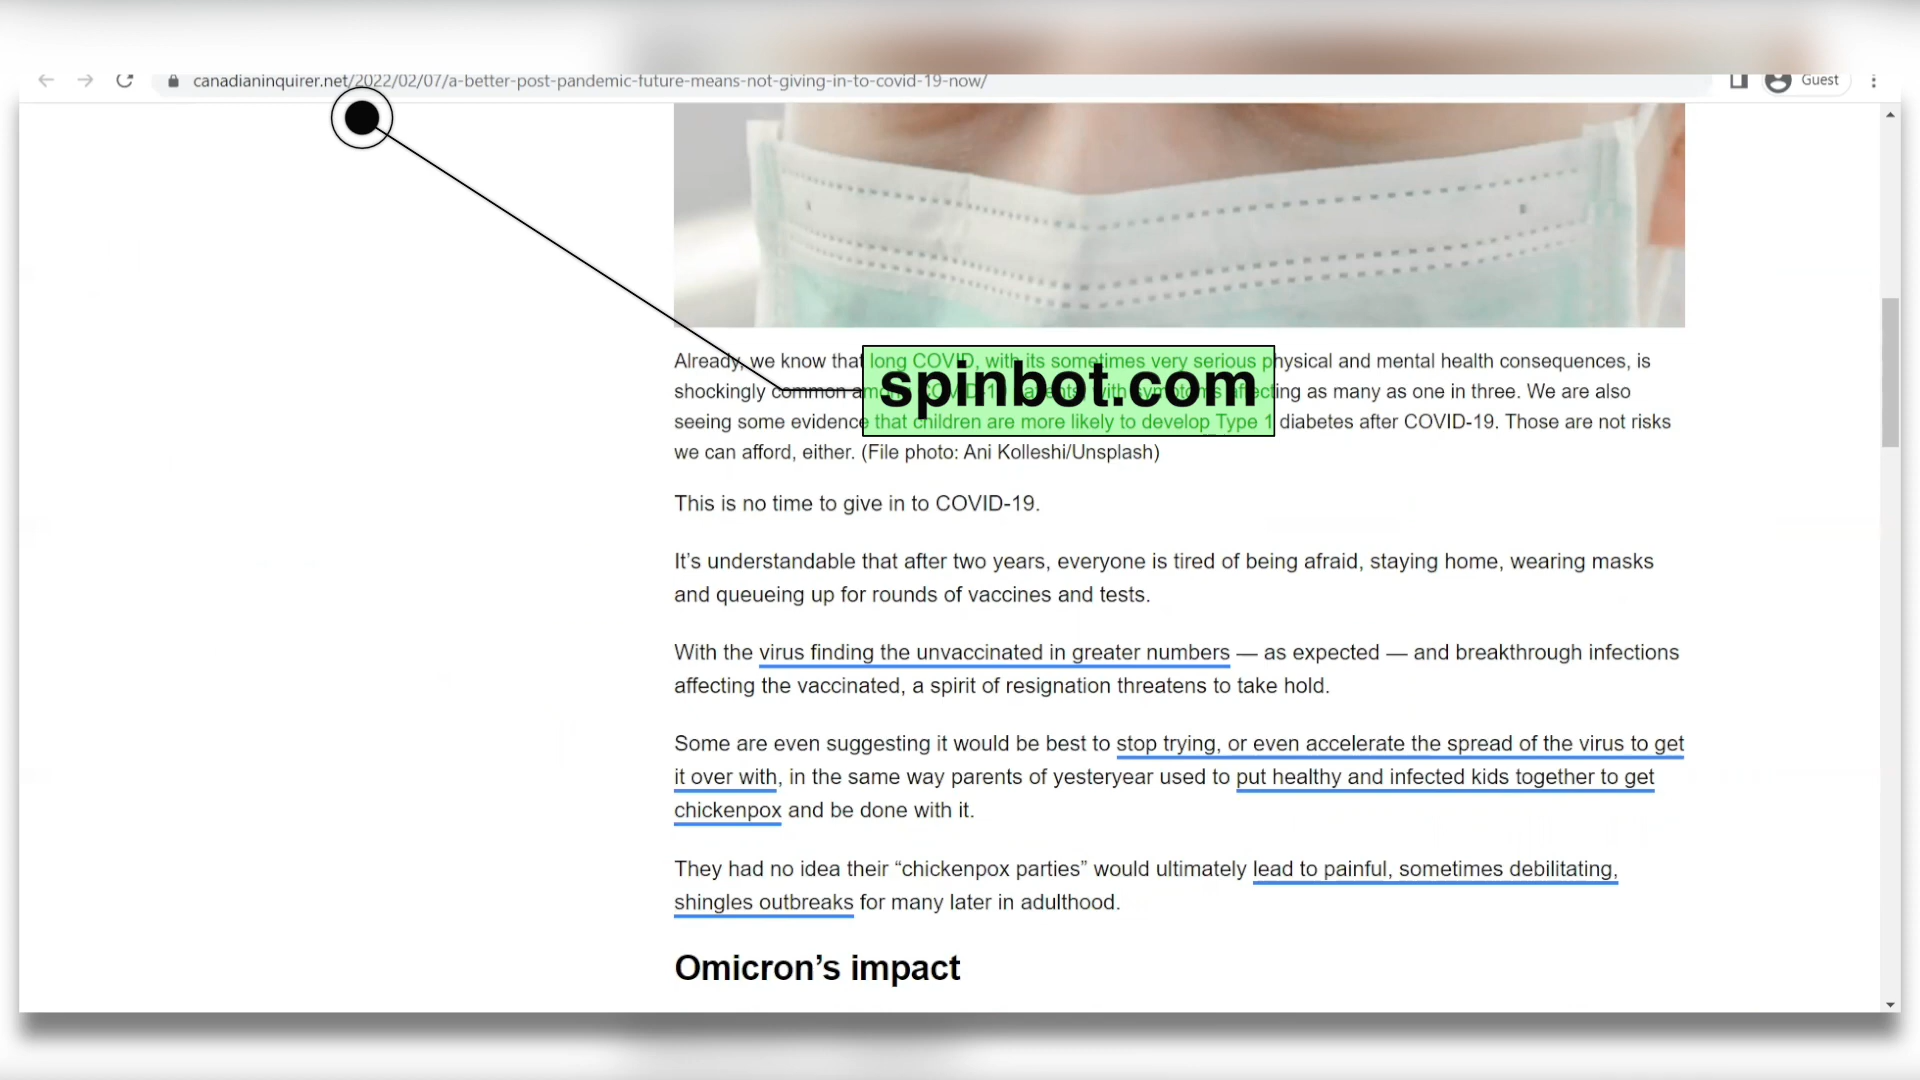 canadianinquirer.net/2022/02/07/a-better-post-pandemic-future-means-not-giving-in-to-covid-19-now/
Guest
Already, we know that long COVID, with its sometimes very serious physical and mental health consequences, is
shockingly common among COVID-19 patients, with symptoms affecting as many as one in three. We are also
spinbot.com
seeing some evidence that children are more likely to develop Type 1 diabetes after COVID-19. Those are not risks
we can afford, either. (File photo: Ani Kolleshi/Unsplash)
This is no time to give in to COVID-19.
It’s understandable that after two years, everyone is tired of being afraid, staying home, wearing masks
and queueing up for rounds of vaccines and tests.
With the virus finding the unvaccinated in greater numbers — as expected — and breakthrough infections
affecting the vaccinated, a spirit of resignation threatens to take hold.
Some are even suggesting it would be best to stop trying, or even accelerate the spread of the virus to get
it over with, in the same way parents of yesteryear used to put healthy and infected kids together to get
chickenpox and be done with it.
They had no idea their “chickenpox parties” would ultimately lead to painful, sometimes debilitating,
shingles outbreaks for many later in adulthood.
Omicron’s impact